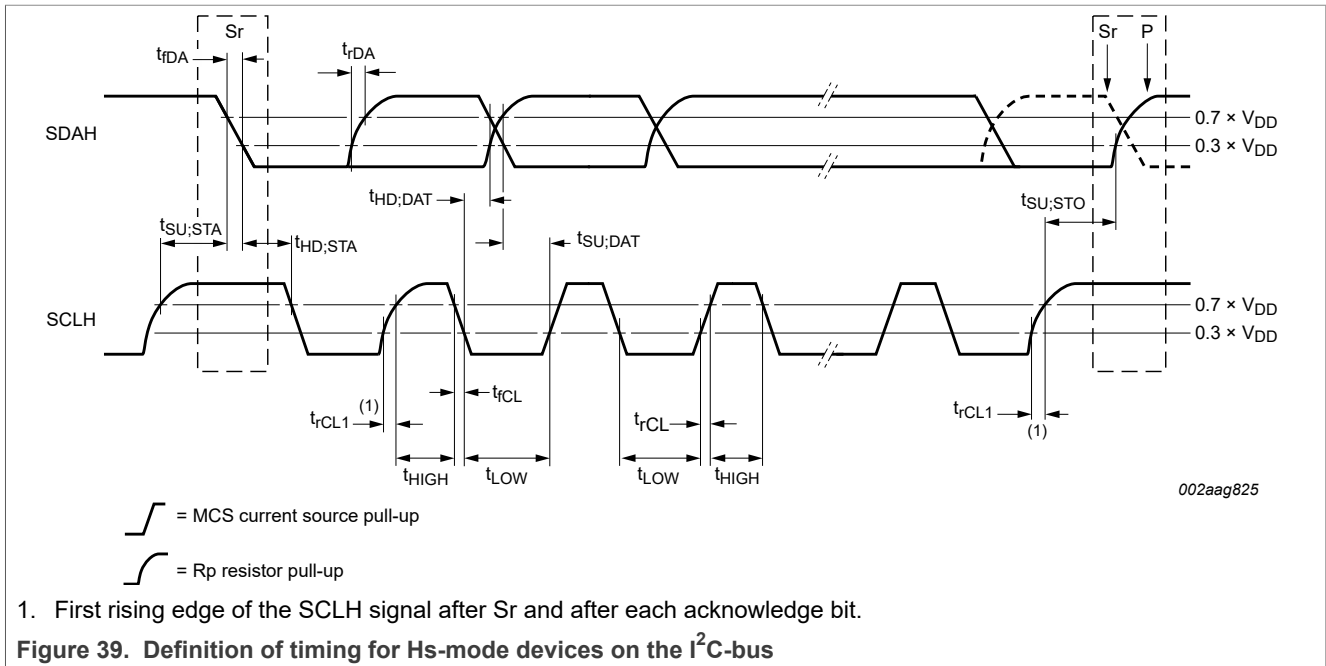 Sr
Sr P
tfDA
trDA
0.7 × VDD
SDAH
0.3 × VDD
tHD;DAT
tSU;STO
tSU;STA
tHD;STA
tSU;DAT
0.7 × VDD
SCLH
0.3 × VDD
(1)
tfCL
trCL1
trCL
trCL1
(1)
tHIGH
tLOW
tLOW
tHIGH
002aag825
= MCS current source pull-up
= Rp resistor pull-up
1. First rising edge of the SCLH signal after Sr and after each acknowledge bit.
Figure 39. Definition of timing for Hs-mode devices on the I2C-bus